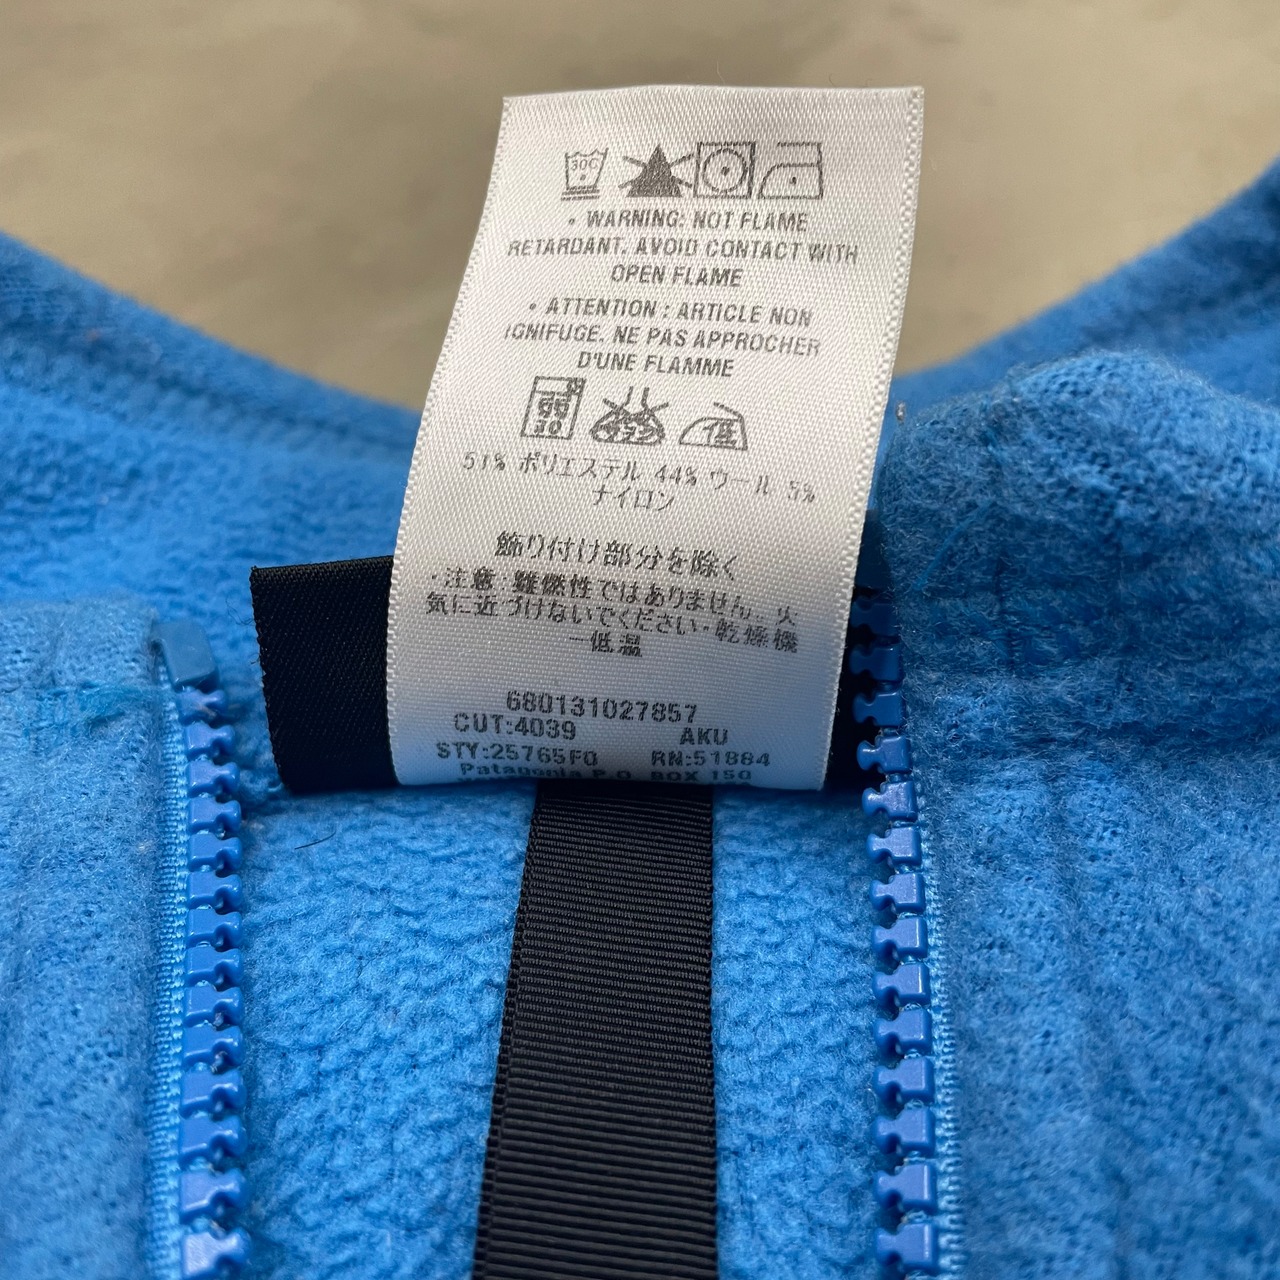 30C
• WARNING: NOT FLAME
RETARDANT. AVOID CONTACT WITH
OPEN FLAME
• ATTENTION : ARTICLE NON
IGNIFUGE. NE PAS APPROCHER
D'UNE FLAMME
30 低
51% ポリエステル 44% ウール 5%
ナイロン
飾り付け部分を除く
・注意:難燃性ではありません。火
気に近づけないでください・乾燥機
ー低温
680131027857
CUT:4039 AKU
STY:25765F0 RN:51884
Patagonia P.O. BOX 150